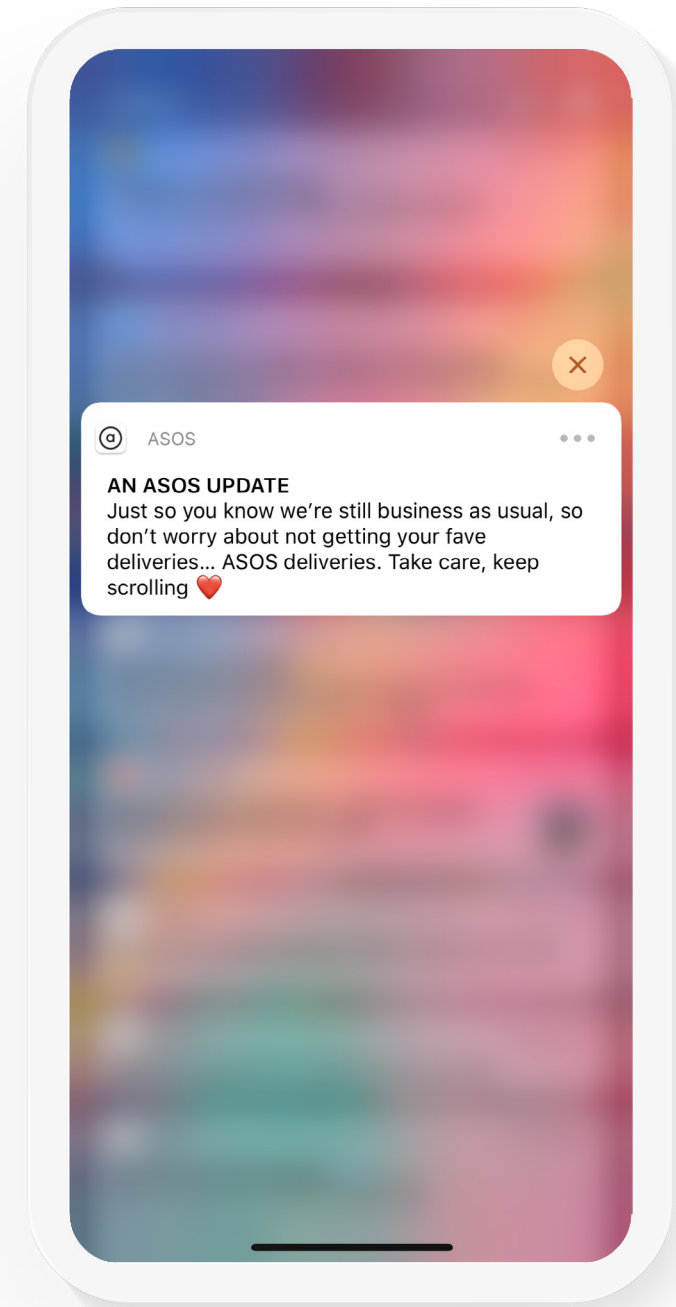 ASOS
AN ASOS UPDATE
Just so you know we're still business as usual, so
don't worry about not getting your fave
deliveries... ASOS deliveries. Take care, keep
scrolling ❤️